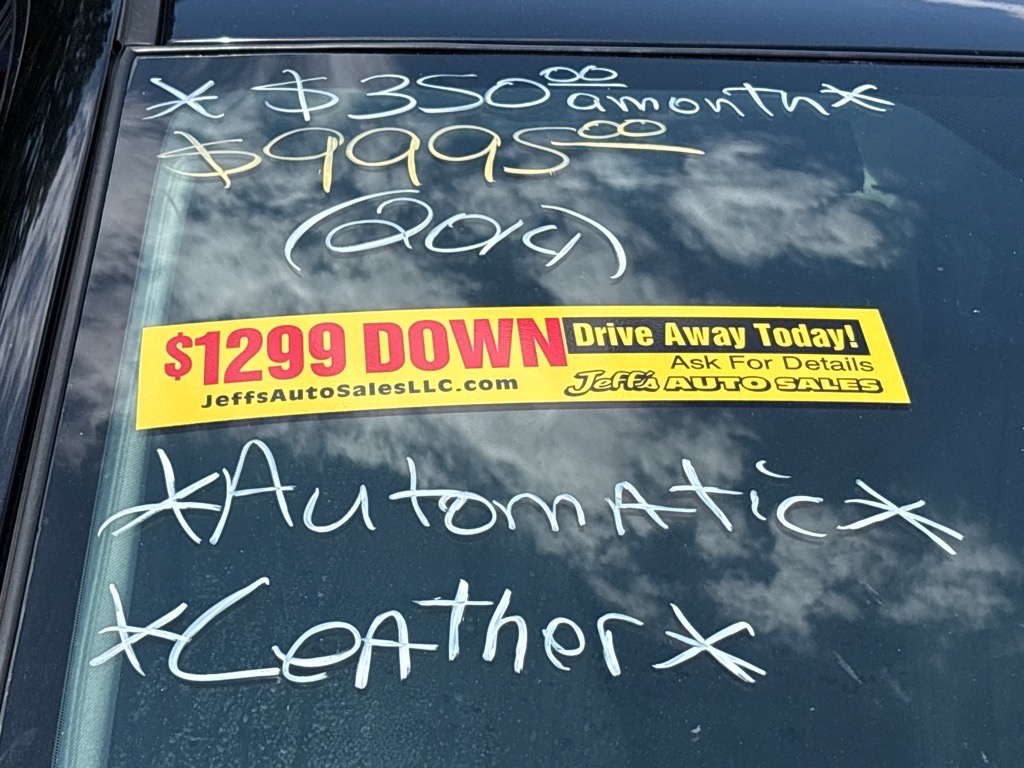 * $350.00 a month *
$9995.00
(2014)
$1299 DOWN
JeffsAutoSalesLLC.com
Drive Away Today!
Ask For Details
Jeff's AUTO SALES
*Automatic*
*Leather*